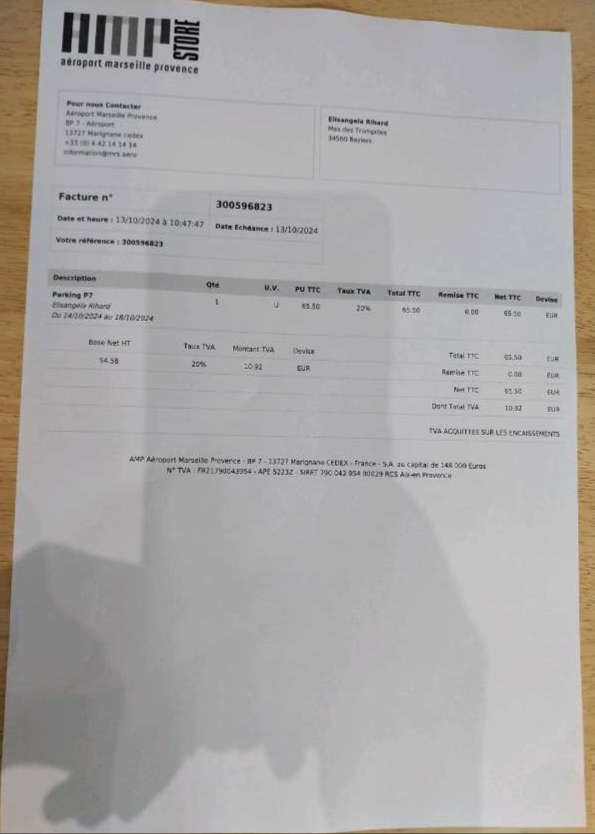 AMP STORE
aéroport marseille provence
Pour nous Contacter
Aéroport Marseille Provence
BP 7 - Aéroport
13727 Marignane cedex
+33 (0) 4 42 14 14 14
information@mrs.aero
Elisangela Rihard
Mas des Trompites
34500 Beziers
Facture n° 300596823
Date et heure : 13/10/2024 à 10:47:47 Date Echéance : 13/10/2024
Votre référence : 300596823
Description Qté U.V. PU TTC Taux TVA Total TTC Remise TTC Net TTC Devise
Parking P7 1 U 65.50 20% 65.50 0.00 65.50 EUR
Elisangela Rihard
Du 14/10/2024 au 18/10/2024
Base Net HT Taux TVA Montant TVA Devise
54.58 20% 10.92 EUR
Total TTC 65.50 EUR
Remise TTC 0.00 EUR
Net TTC 65.50 EUR
Dont Total TVA 10.92 EUR
TVA ACQUITTEE SUR LES ENCAISSEMENTS
AMP Aéroport Marseille Provence - BP 7 - 13727 Marignane CEDEX - France - S.A. au capital de 148 000 Euros
N° TVA : FR21790043954 - APE 5223Z - SIRET 790 043 954 00029 RCS Aix-en Provence